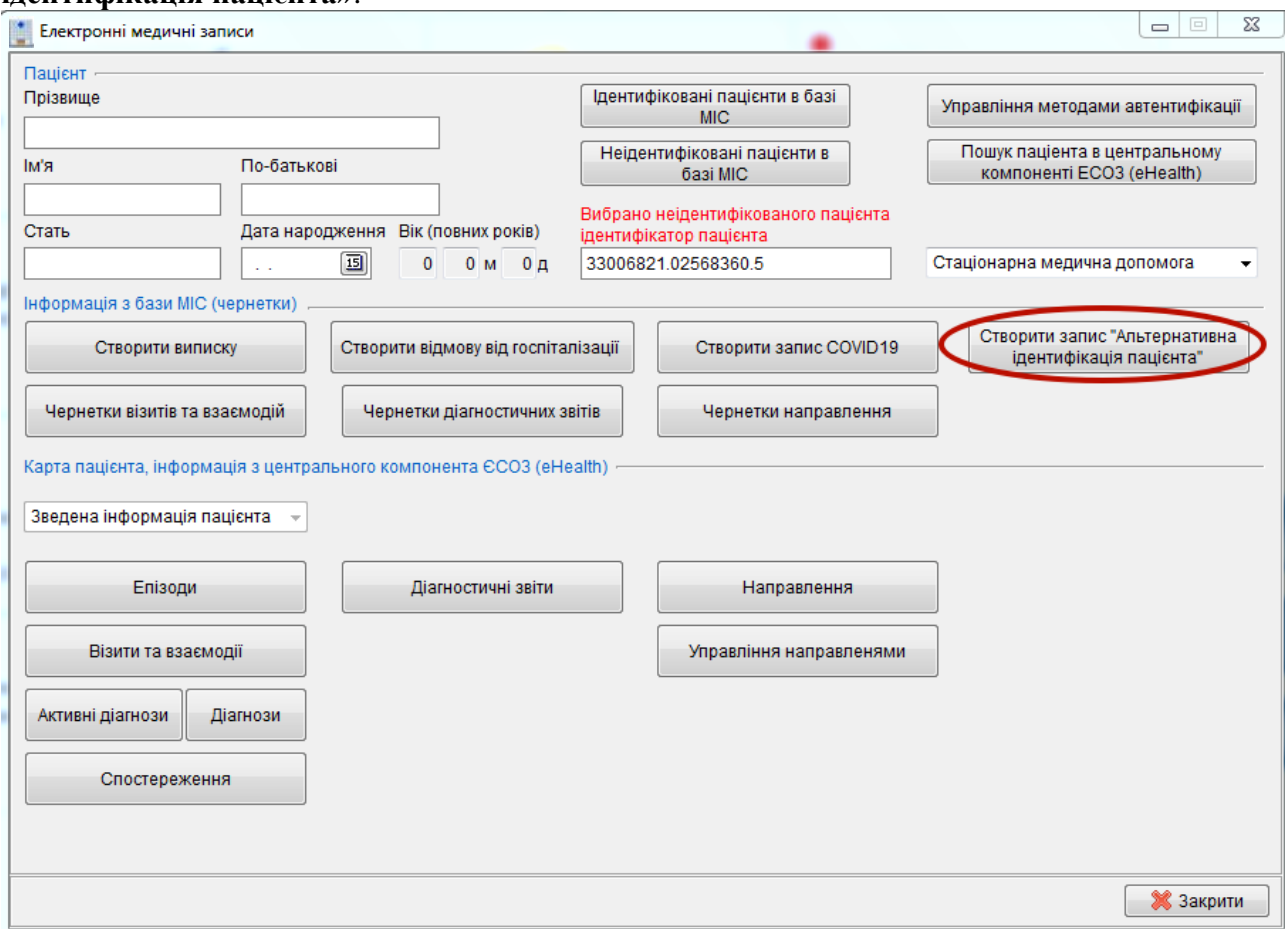 ідентифікація пацієнта».
Електронні медичні записи
Пацієнт
Прізвище
Ідентифіковані пацієнти в базі
МІС
Управління методами автентифікації
Ім'я
По-батькові
Неідентифіковані пацієнти в
базі МІС
Пошук паціента в центральному
компоненті ЕСОЗ (eHealth)
Вибрано неідентифікованого пацієнта
ідентифікатор пацієнта
Стать
Дата народження
Вік (повних років)
. .
15
0
0 м
0 д
33006821.02568360.5
Стаціонарна медична допомога
Інформація з бази МІС (чернетки)
Створити виписку
Створити відмову від госпіталізації
Створити запис COVID19
Створити запис "Альтернативна
ідентифікація пацієнта"
Чернетки візитів та взаємодій
Чернетки діагностичних звітів
Чернетки направлення
Карта пацієнта, інформація з центрального компонента ЄСОЗ (eHealth)
Зведена інформація пацієнта
Епізоди
Діагностичні звіти
Направлення
Візити та взаємодії
Управління направленями
Активні діагнози
Діагнози
Спостереження
Закрити